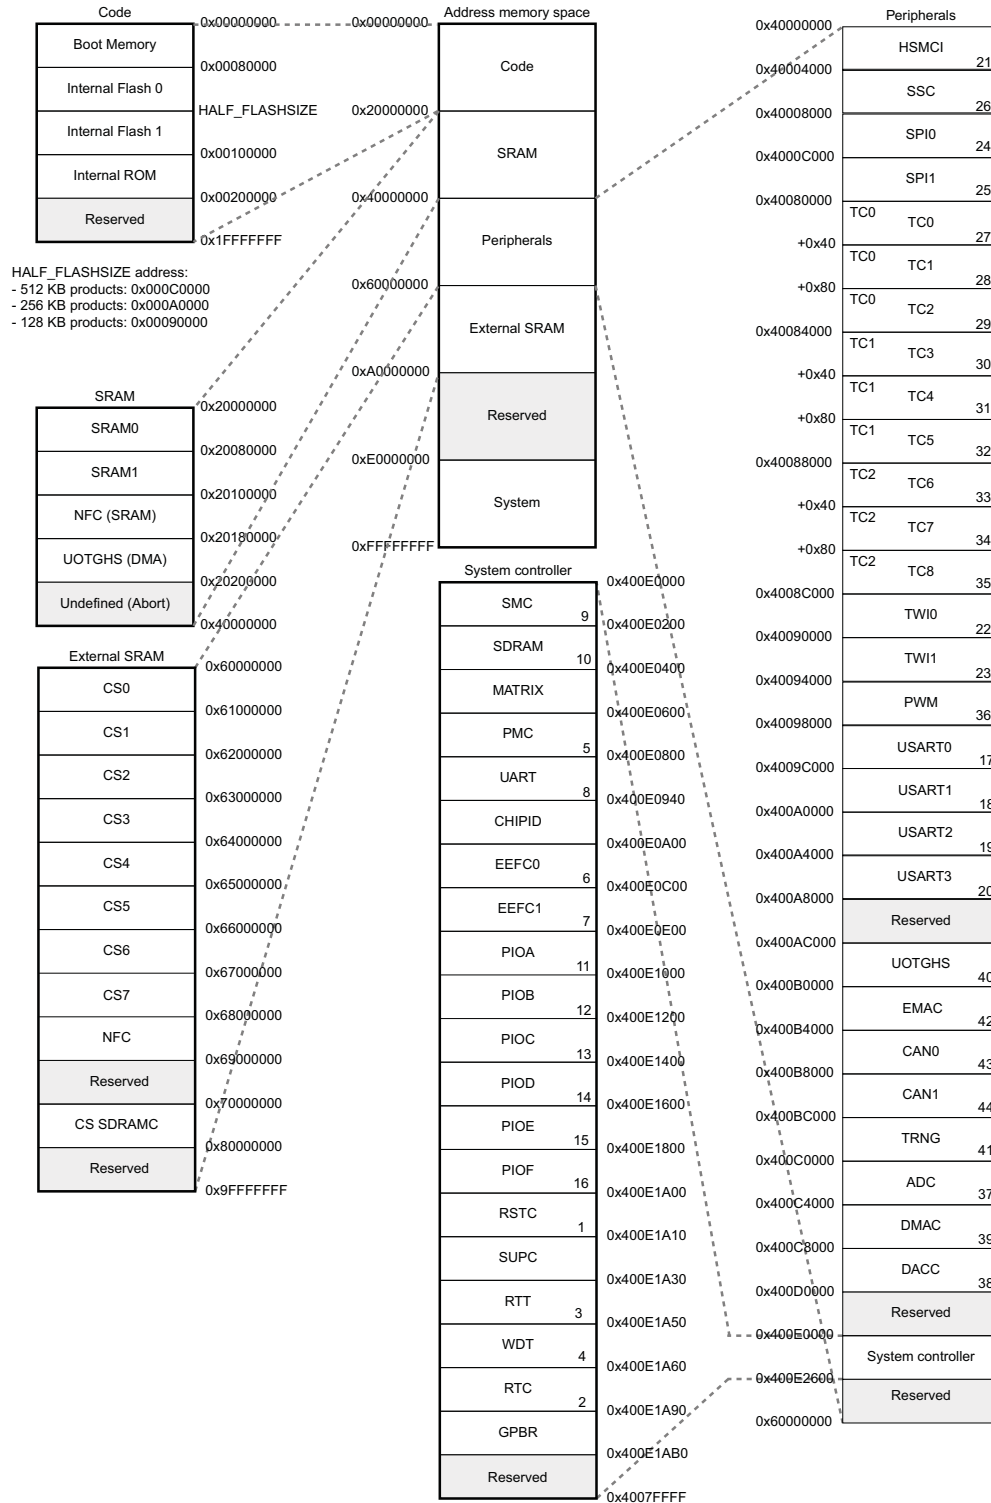 Code
0x00000000
Boot Memory
0x00080000
Internal Flash 0
HALF_FLASHSIZE
Internal Flash 1
0x00100000
Internal ROM
0x00200000
Reserved
0x1FFFFFFF
HALF_FLASHSIZE address:
- 512 KB products: 0x000C0000
- 256 KB products: 0x000A0000
- 128 KB products: 0x00090000
SRAM
0x20000000
SRAM0
0x20080000
SRAM1
0x20100000
NFC (SRAM)
0x20180000
UOTGHS (DMA)
0x20200000
Undefined (Abort)
0x40000000
External SRAM
0x60000000
CS0
0x61000000
CS1
0x62000000
CS2
0x63000000
CS3
0x64000000
CS4
0x65000000
CS5
0x66000000
CS6
0x67000000
CS7
0x68000000
NFC
0x69000000
Reserved
0x70000000
CS SDRAMC
0x80000000
Reserved
0x9FFFFFFF
Address memory space
0x00000000
Code
0x20000000
SRAM
0x40000000
Peripherals
0x60000000
External SRAM
0xA0000000
Reserved
0xE0000000
System
0xFFFFFFFF
System controller
0x400E0000
SMC
9
0x400E0200
SDRAM
10
0x400E0400
MATRIX
0x400E0600
PMC
5
0x400E0800
UART
8
0x400E0940
CHIPID
0x400E0A00
EEFC0
6
0x400E0C00
EEFC1
7
0x400E0E00
PIOA
11
0x400E1000
PIOB
12
0x400E1200
PIOC
13
0x400E1400
PIOD
14
0x400E1600
PIOE
15
0x400E1800
PIOF
16
0x400E1A00
RSTC
1
0x400E1A10
SUPC
0x400E1A30
RTT
3
0x400E1A50
WDT
4
0x400E1A60
RTC
2
0x400E1A90
GPBR
0x400E1AB0
Reserved
0x4007FFFF
Peripherals
0x40000000
HSMCI
21
0x40004000
SSC
26
0x40008000
SPI0
24
0x4000C000
SPI1
25
0x40080000
TC0
TC0
27
+0x40
TC0
TC1
28
+0x80
TC0
TC2
29
0x40084000
TC1
TC3
30
+0x40
TC1
TC4
31
+0x80
TC1
TC5
32
0x40088000
TC2
TC6
33
+0x40
TC2
TC7
34
+0x80
TC2
TC8
35
0x4008C000
TWI0
22
0x40090000
TWI1
23
0x40094000
PWM
36
0x40098000
USART0
17
0x4009C000
USART1
18
0x400A0000
USART2
19
0x400A4000
USART3
20
0x400A8000
Reserved
0x400AC000
UOTGHS
40
0x400B0000
EMAC
42
0x400B4000
CAN0
43
0x400B8000
CAN1
44
0x400BC000
TRNG
41
0x400C0000
ADC
37
0x400C4000
DMAC
39
0x400C8000
DACC
38
0x400D0000
Reserved
0x400E0000
System controller
0x400E2600
Reserved
0x60000000